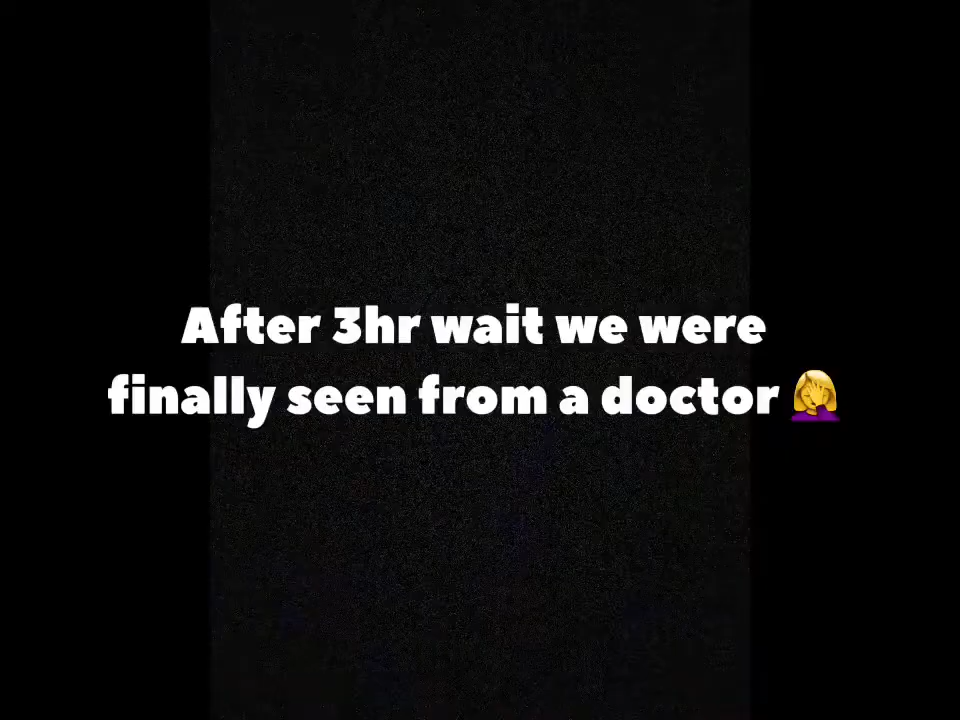 After 3hr wait we were
finally seen from a doctor 🤦‍♀️